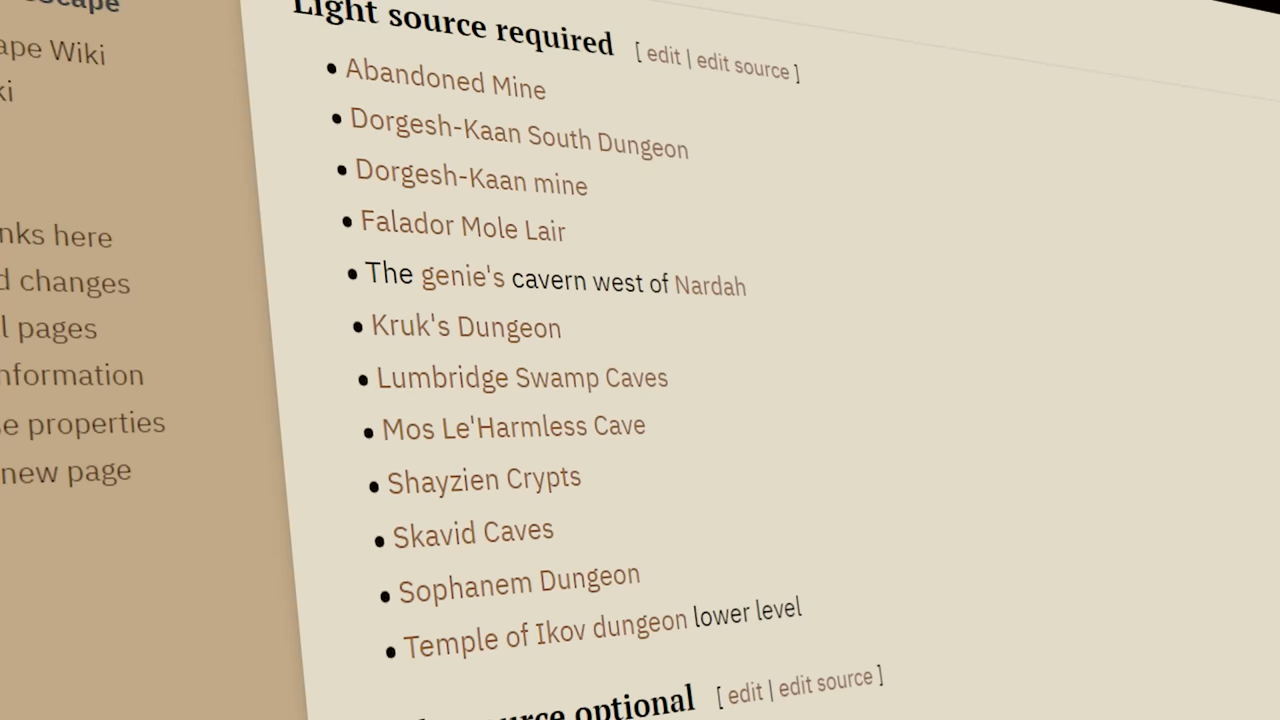 Scape
ape Wiki
ki
nks here
d changes
l pages
nformation
se properties
new page
Light source required [ edit | edit source ]
• Abandoned Mine
• Dorgesh-Kaan South Dungeon
• Dorgesh-Kaan mine
• Falador Mole Lair
• The genie's cavern west of Nardah
• Kruk's Dungeon
• Lumbridge Swamp Caves
• Mos Le'Harmless Cave
• Shayzien Crypts
• Skavid Caves
• Sophanem Dungeon
• Temple of Ikov dungeon lower level
source optional [ edit | edit source ]